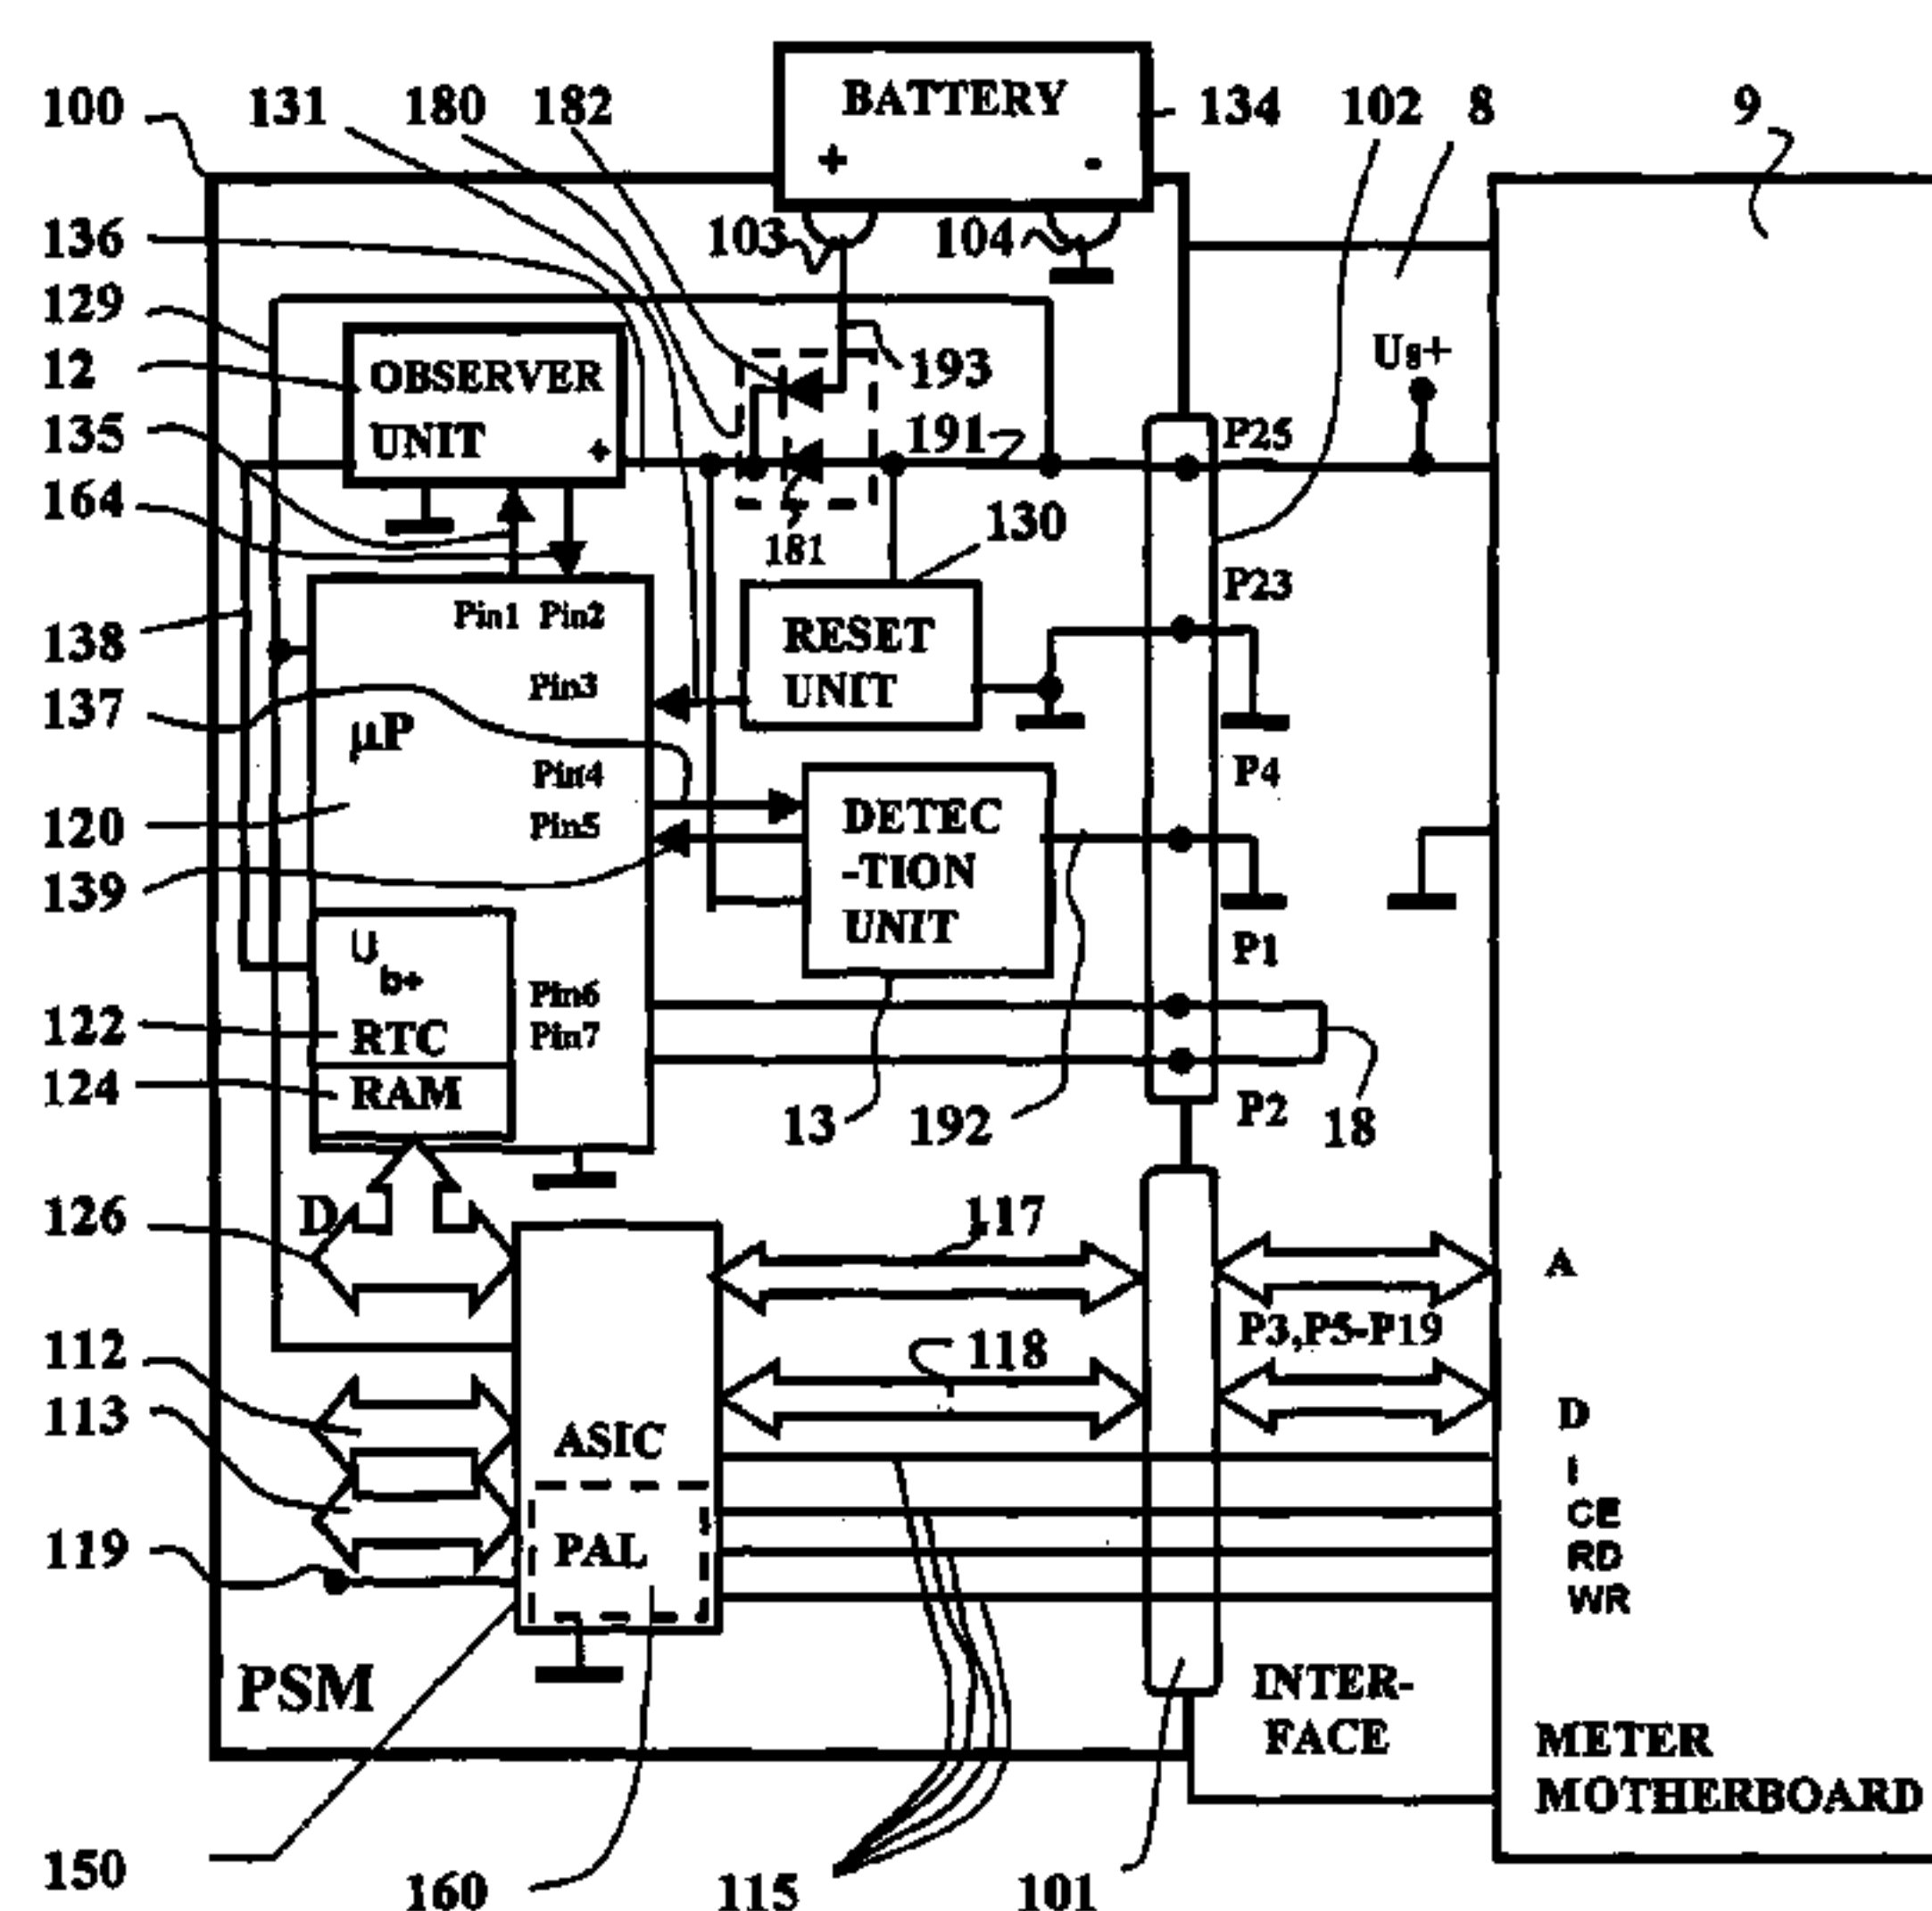 100 131 180 182 BATTERY 134 102 8 9
+ -
136 103 104
129
12 OBSERVER 193 Us+
UNIT +
135 191 P25
164 181 130
P23
Pin1 Pin2
138 RESET
UNIT
Pin3
137 µP
Pin4 P4
120 Pin5 DETEC
-TION
UNIT
139
U P1
b+
Pin6
122 RTC Pin7
124 RAM 13 192 P2 18
126 D 117
A
P3,P5-P19
112 118
113 ASIC D
I
CE
119 PAL RD
WR
PSM INTER-
FACE
METER
MOTHERBOARD
150 160 115 101